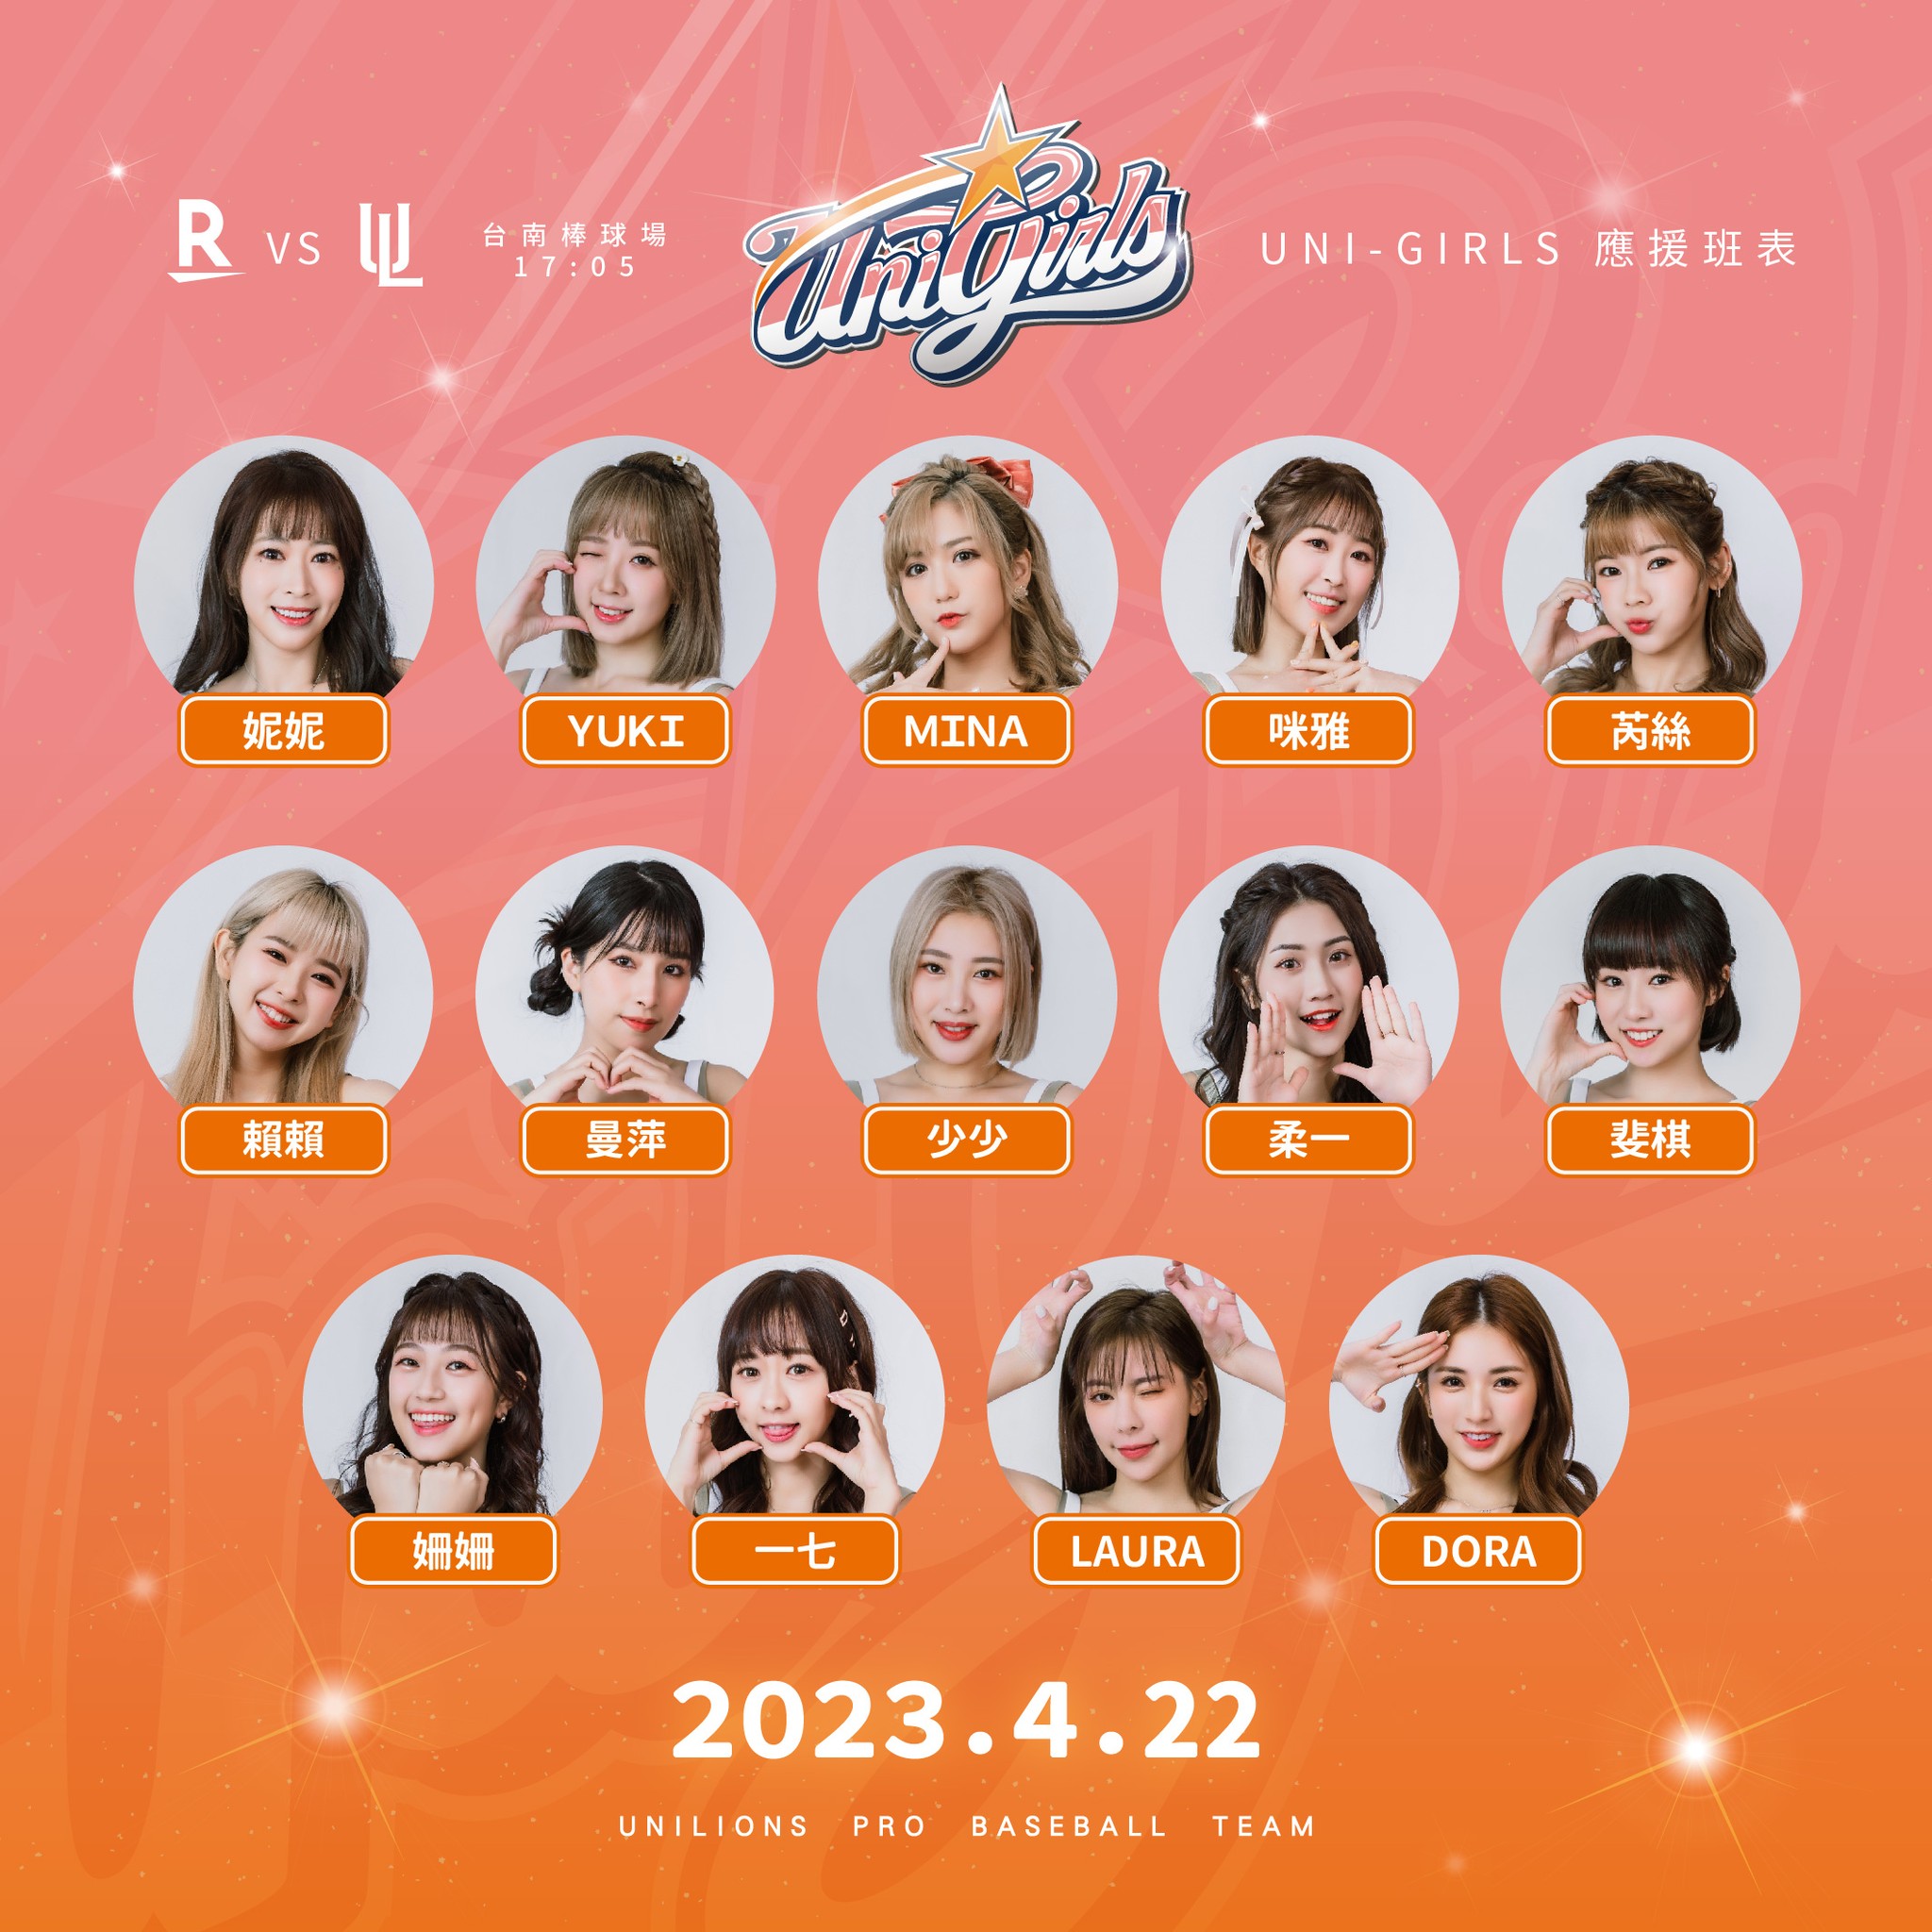 R VS UL
台南棒球場
17:05
UniGirls
UNI-GIRLS 應援班表
妮妮
YUKI
MINA
咪雅
芮絲
賴賴
曼萍
少少
柔一
斐棋
姍姍
一七
LAURA
DORA
2023.4.22
UNILIONS PRO BASEBALL TEAM